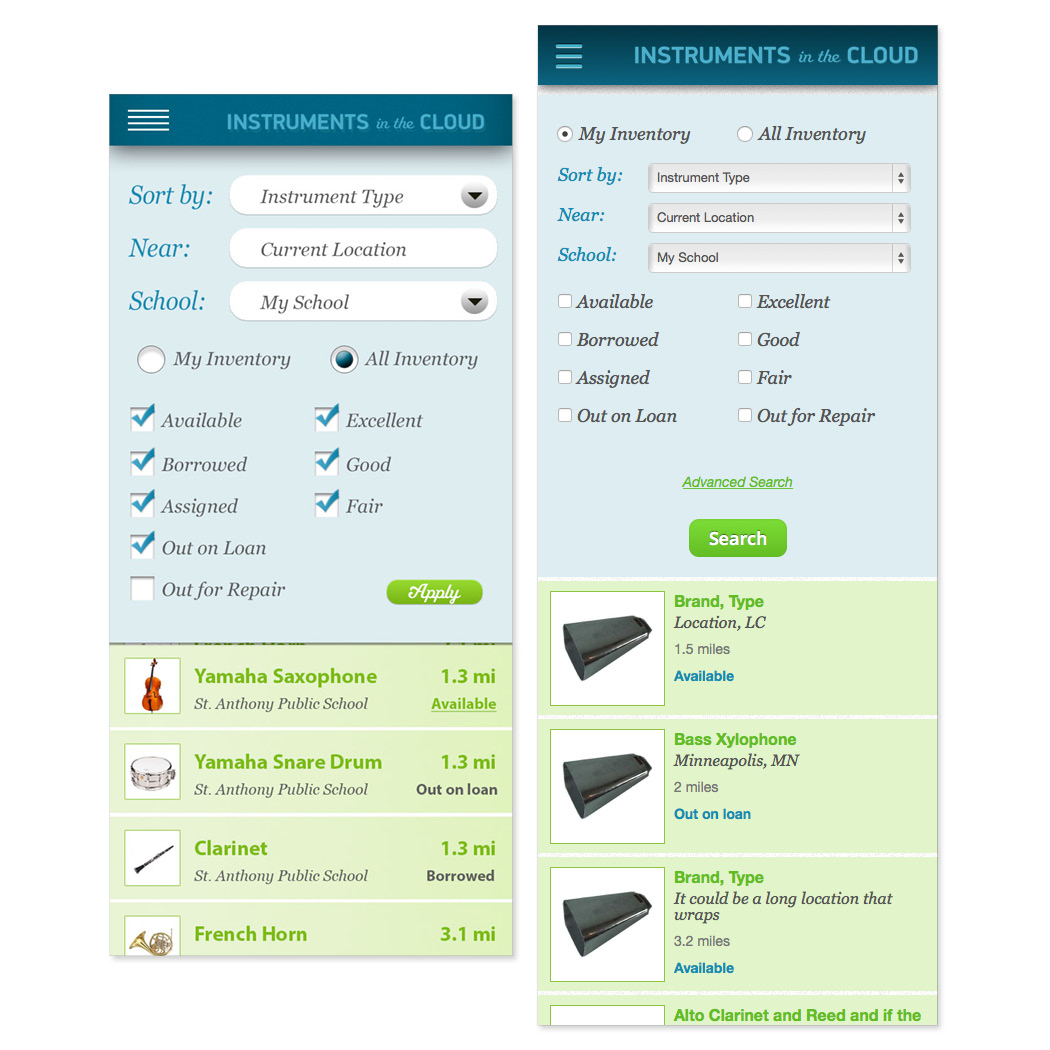 INSTRUMENTS in the CLOUD
Sort by: Instrument Type
Near: Current Location
School: My School
My Inventory All Inventory
Available Excellent
Borrowed Good
Assigned Fair
Out on Loan
Out for Repair Apply
French Horn 3.1 mi
Yamaha Saxophone 1.3 mi
St. Anthony Public School Available
Yamaha Snare Drum 1.3 mi
St. Anthony Public School Out on loan
Clarinet 1.3 mi
St. Anthony Public School Borrowed
French Horn 3.1 mi
INSTRUMENTS in the CLOUD
My Inventory All Inventory
Sort by: Instrument Type
Near: Current Location
School: My School
Available Excellent
Borrowed Good
Assigned Fair
Out on Loan Out for Repair
Advanced Search
Search
Brand, Type
Location, LC
1.5 miles
Available
Bass Xylophone
Minneapolis, MN
2 miles
Out on loan
Brand, Type
It could be a long location that
wraps
3.2 miles
Available
Alto Clarinet and Reed and if the